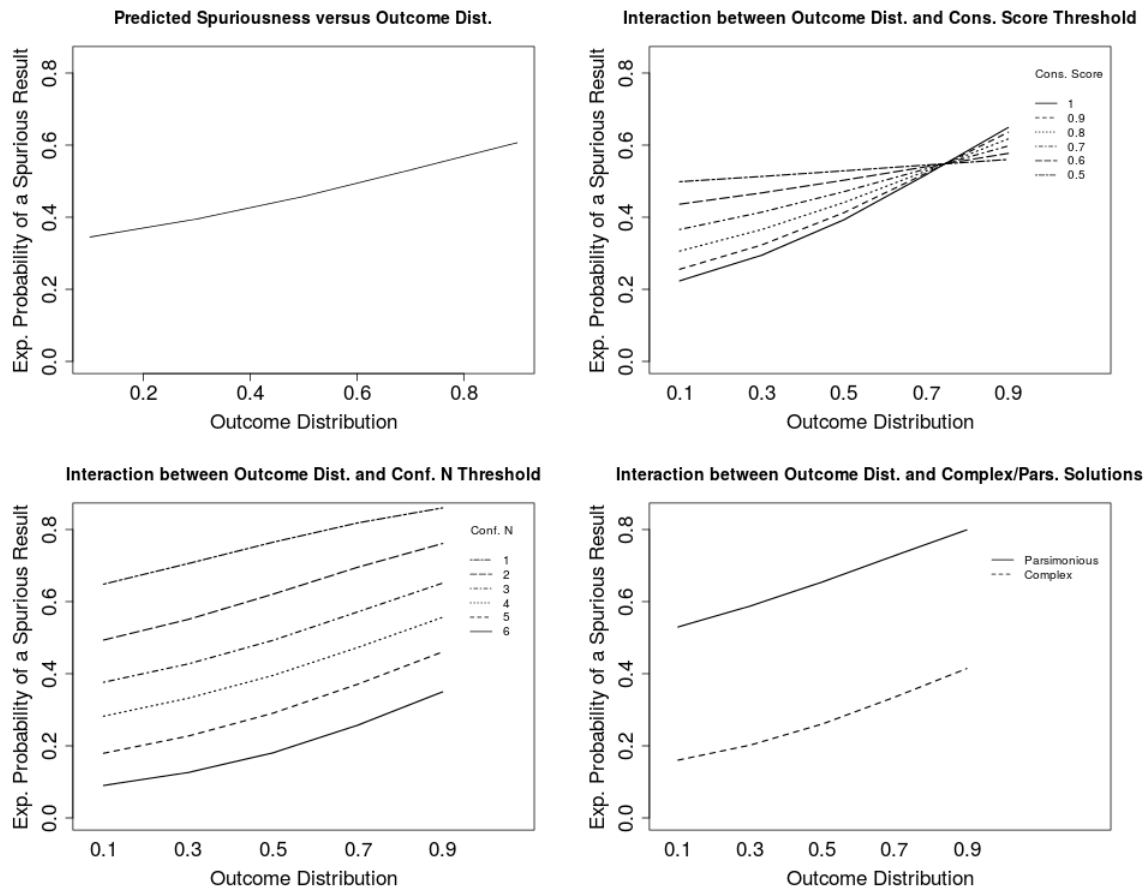 Predicted Spuriousness versus Outcome Dist.
Exp. Probability of a Spurious Result
0.8
0.6
0.4
0.2
0.0
0.2 0.4 0.6 0.8
Outcome Distribution
Interaction between Outcome Dist. and Cons. Score Threshold
Exp. Probability of a Spurious Result
0.8
0.6
0.4
0.2
0.0
Cons. Score
1
0.9
0.8
0.7
0.6
0.5
0.1 0.3 0.5 0.7 0.9
Outcome Distribution
Interaction between Outcome Dist. and Conf. N Threshold
Exp. Probability of a Spurious Result
0.8
0.6
0.4
0.2
0.0
Conf. N
1
2
3
4
5
6
0.1 0.3 0.5 0.7 0.9
Outcome Distribution
Interaction between Outcome Dist. and Complex/Pars. Solutions
Exp. Probability of a Spurious Result
0.8
0.6
0.4
0.2
0.0
Parsimonious
Complex
0.1 0.3 0.5 0.7 0.9
Outcome Distribution